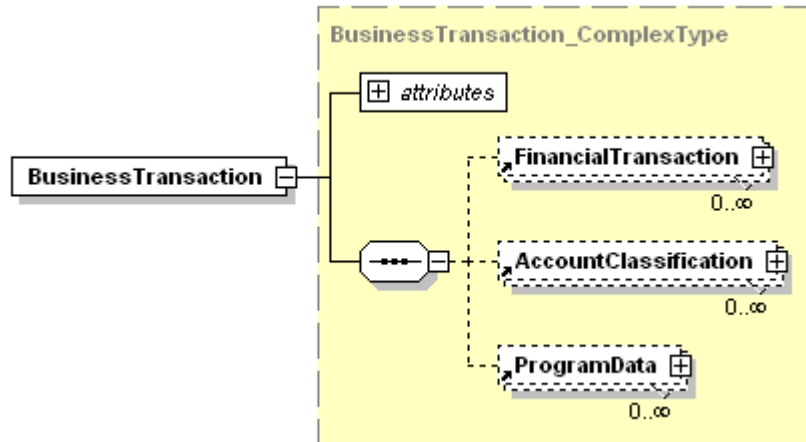 BusinessTransaction_ComplexType
attributes
BusinessTransaction
FinancialTransaction
0..∞
AccountClassification
0..∞
ProgramData
0..∞